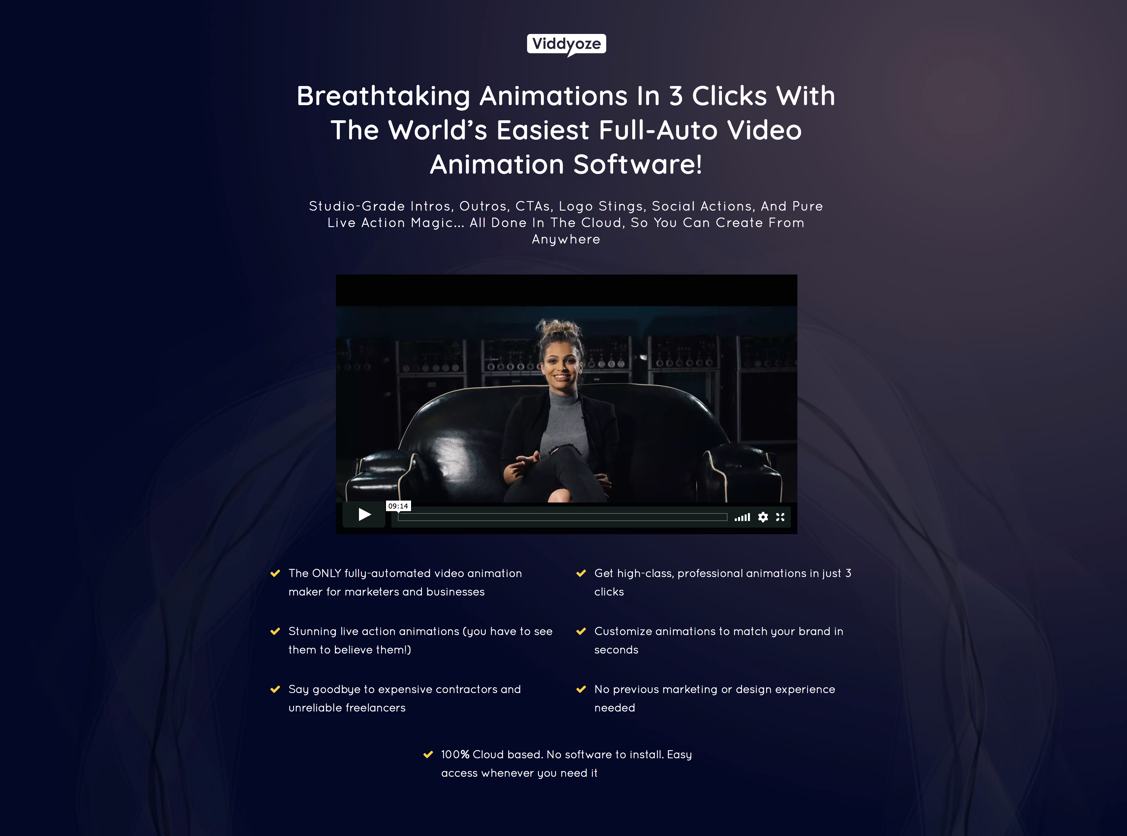 Viddyoze
Breathtaking Animations In 3 Clicks With
The World’s Easiest Full-Auto Video
Animation Software!
Studio-Grade Intros, Outros, CTAs, Logo Stings, Social Actions, And Pure
Live Action Magic... All Done In The Cloud, So You Can Create From
Anywhere
09:14
The ONLY fully-automated video animation
maker for marketers and businesses
Get high-class, professional animations in just 3
clicks
Stunning live action animations (you have to see
them to believe them!)
Customize animations to match your brand in
seconds
Say goodbye to expensive contractors and
unreliable freelancers
No previous marketing or design experience
needed
100% Cloud based. No software to install. Easy
access whenever you need it